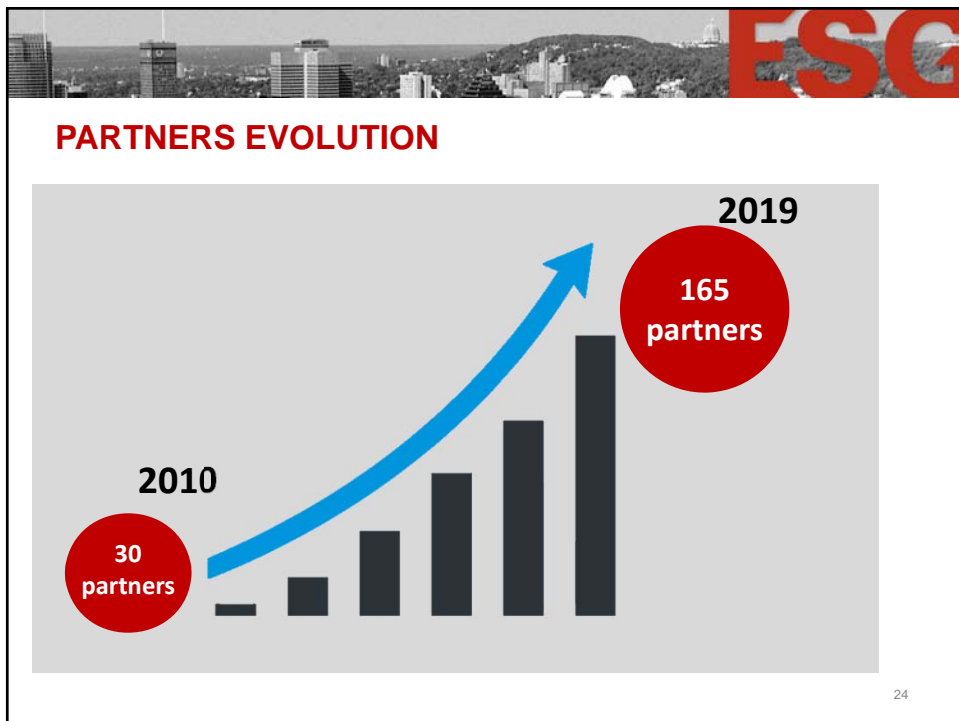 ESG
PARTNERS EVOLUTION
2019
165
partners
2010
30
partners
24